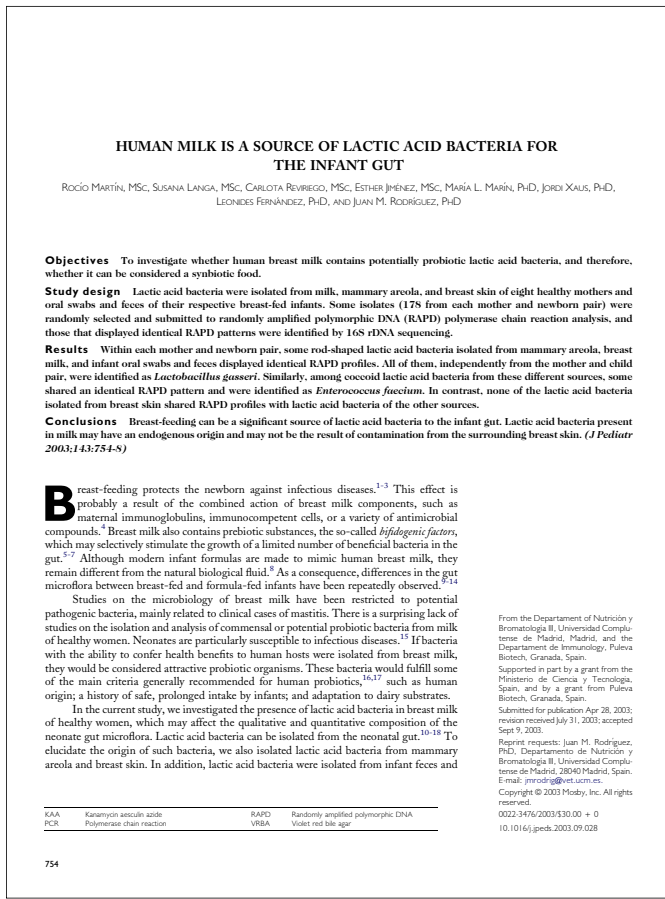 HUMAN MILK IS A SOURCE OF LACTIC ACID BACTERIA FOR
THE INFANT GUT
ROCÍO MARTÍN, MSC, SUSANA LANGA, MSC, CARLOTA REVIRIEGO, MSC, ESTHER JIMÉNEZ, MSC, MARÍA L. MARÍN, PHD, JORDI XAUS, PHD,
LEONIDES FERNÀNDEZ, PHD, AND JUAN M. RODRÍGUEZ, PHD
Objectives To investigate whether human breast milk contains potentially probiotic lactic acid bacteria, and therefore,
whether it can be considered a synbiotic food.
Study design Lactic acid bacteria were isolated from milk, mammary areola, and breast skin of eight healthy mothers and
oral swabs and feces of their respective breast-fed infants. Some isolates (178 from each mother and newborn pair) were
randomly selected and submitted to randomly amplified polymorphic DNA (RAPD) polymerase chain reaction analysis, and
those that displayed identical RAPD patterns were identified by 16S rDNA sequencing.
Results Within each mother and newborn pair, some rod-shaped lactic acid bacteria isolated from mammary areola, breast
milk, and infant oral swabs and feces displayed identical RAPD profiles. All of them, independently from the mother and child
pair, were identified as Lactobacillus gasseri. Similarly, among coccoid lactic acid bacteria from these different sources, some
shared an identical RAPD pattern and were identified as Enterococcus faecium. In contrast, none of the lactic acid bacteria
isolated from breast skin shared RAPD profiles with lactic acid bacteria of the other sources.
Conclusions Breast-feeding can be a significant source of lactic acid bacteria to the infant gut. Lactic acid bacteria present
in milk may have an endogenous origin and may not be the result of contamination from the surrounding breast skin. (J Pediatr
2003;143:754-8)
Breast-feeding protects the newborn against infectious diseases.1-3 This effect is
probably a result of the combined action of breast milk components, such as
maternal immunoglobulins, immunocompetent cells, or a variety of antimicrobial
compounds.4 Breast milk also contains prebiotic substances, the so-called bifidogenic factors,
which may selectively stimulate the growth of a limited number of beneficial bacteria in the
gut.5-7 Although modern infant formulas are made to mimic human breast milk, they
remain different from the natural biological fluid.8 As a consequence, differences in the gut
microflora between breast-fed and formula-fed infants have been repeatedly observed.9-14
Studies on the microbiology of breast milk have been restricted to potential
pathogenic bacteria, mainly related to clinical cases of mastitis. There is a surprising lack of
studies on the isolation and analysis of commensal or potential probiotic bacteria from milk
of healthy women. Neonates are particularly susceptible to infectious diseases.15 If bacteria
with the ability to confer health benefits to human hosts were isolated from breast milk,
they would be considered attractive probiotic organisms. These bacteria would fulfill some
of the main criteria generally recommended for human probiotics,16,17 such as human
origin; a history of safe, prolonged intake by infants; and adaptation to dairy substrates.
In the current study, we investigated the presence of lactic acid bacteria in breast milk
of healthy women, which may affect the qualitative and quantitative composition of the
neonate gut microflora. Lactic acid bacteria can be isolated from the neonatal gut.10-18 To
elucidate the origin of such bacteria, we also isolated lactic acid bacteria from mammary
areola and breast skin. In addition, lactic acid bacteria were isolated from infant feces and
From the Departament of Nutrición y
Bromatología III, Universidad Complu-
tense de Madrid, Madrid, and the
Departament de Immunology, Puleva
Biotech, Granada, Spain.
Supported in part by a grant from the
Ministerio de Ciencia y Tecnología,
Spain, and by a grant from Puleva
Biotech, Granada, Spain.
Submitted for publication Apr 28, 2003;
revision received July 31, 2003; accepted
Sept 9, 2003.
Reprint requests: Juan M. Rodríguez,
PhD, Departamento de Nutrición y
Bromatología III, Universidad Complu-
tense de Madrid, 28040 Madrid, Spain.
E-mail: jmrodrig@vet.ucm.es.
Copyright © 2003 Mosby, Inc. All rights
reserved.
0022-3476/2003/$30.00 + 0
10.1016/j.jpeds.2003.09.028
KAA Kanamycin aesculin azide RAPD Randomly amplified polymorphic DNA
PCR Polymerase chain reaction VRBA Violet red bile agar
754